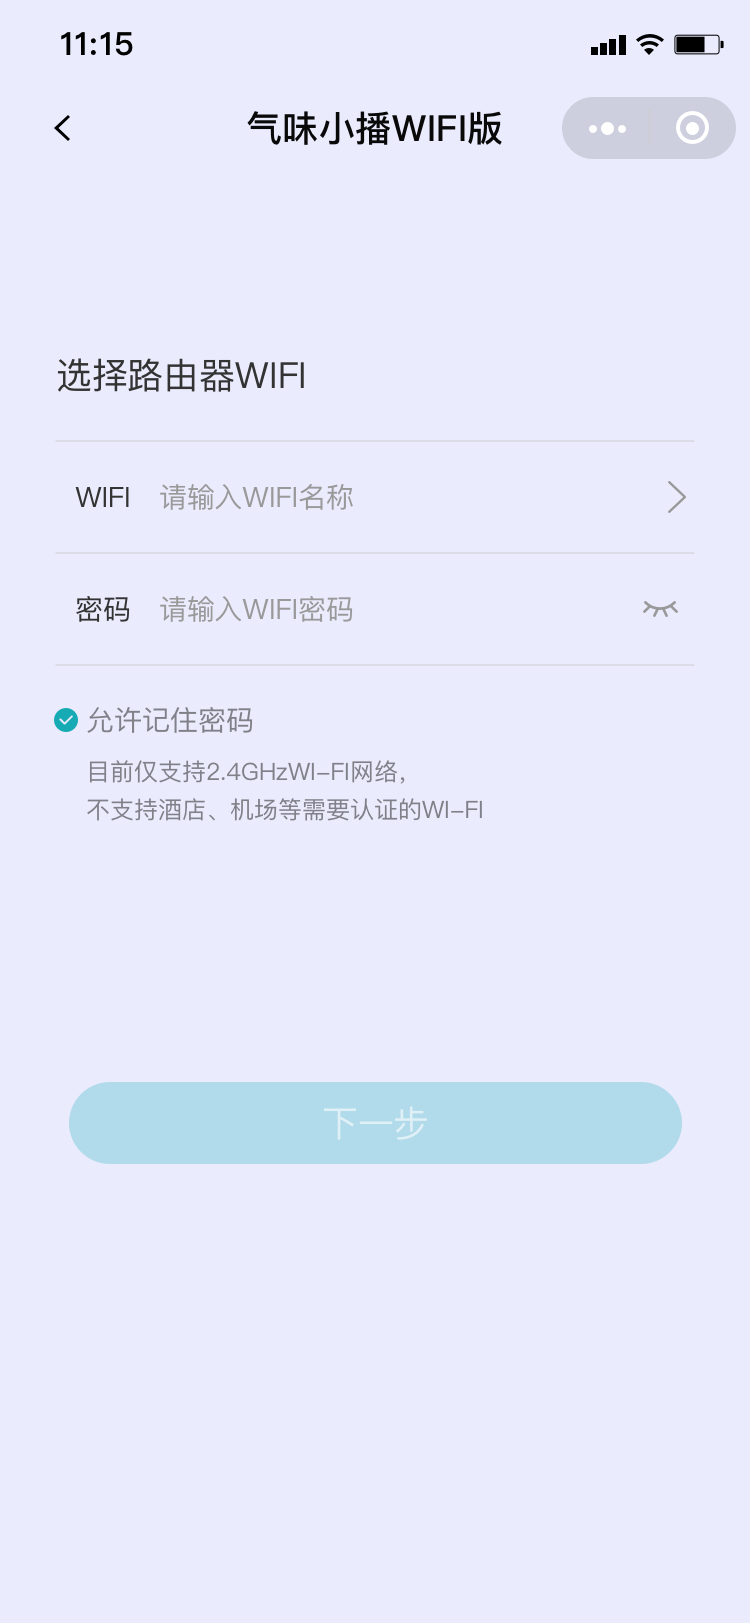 11:15
气味小播WIFI版
选择路由器WIFI
WIFI 请输入WIFI名称
密码 请输入WIFI密码
允许记住密码
目前仅支持2.4GHzWI-FI网络,
不支持酒店、机场等需要认证的WI-FI
下一步